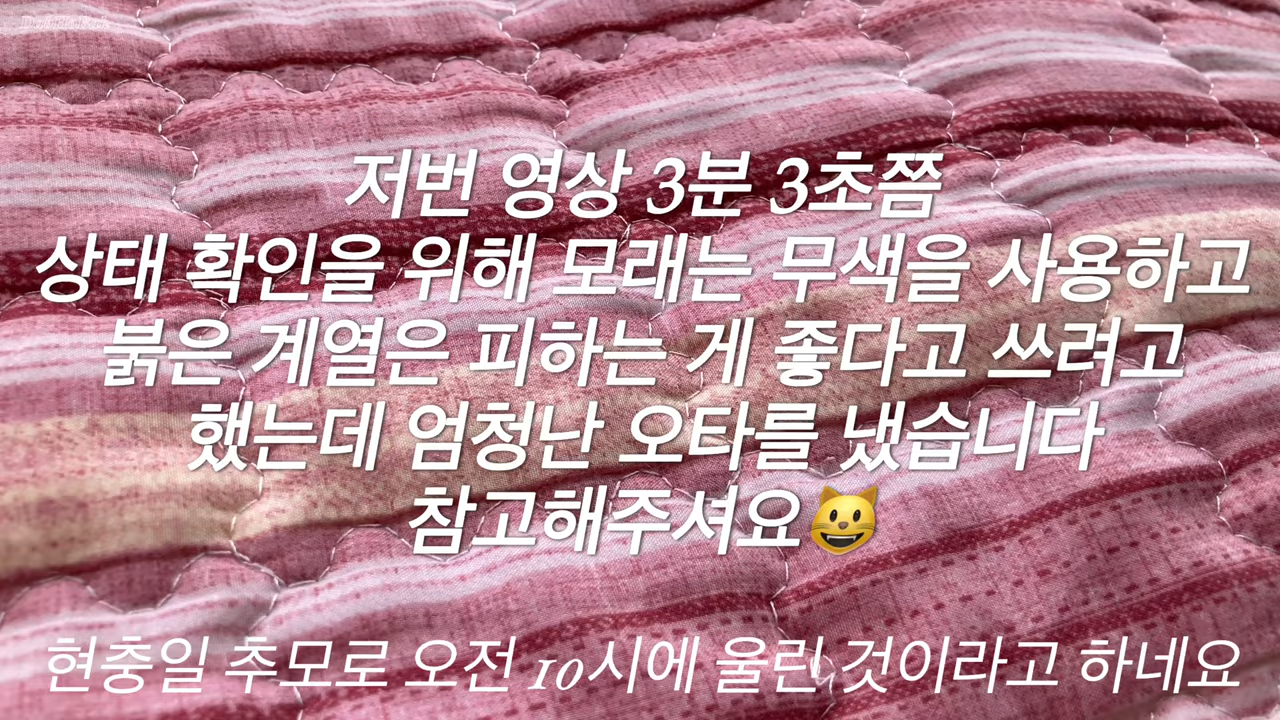 저번 영상 3분 3초쯤
상태 확인을 위해 모래는 무색을 사용하고
붉은 계열은 피하는 게 좋다고 쓰려고
했는데 엄청난 오타를 냈습니다
참고해주셔요😺
현충일 추모로 오전 10시에 울린 것이라고 하네요